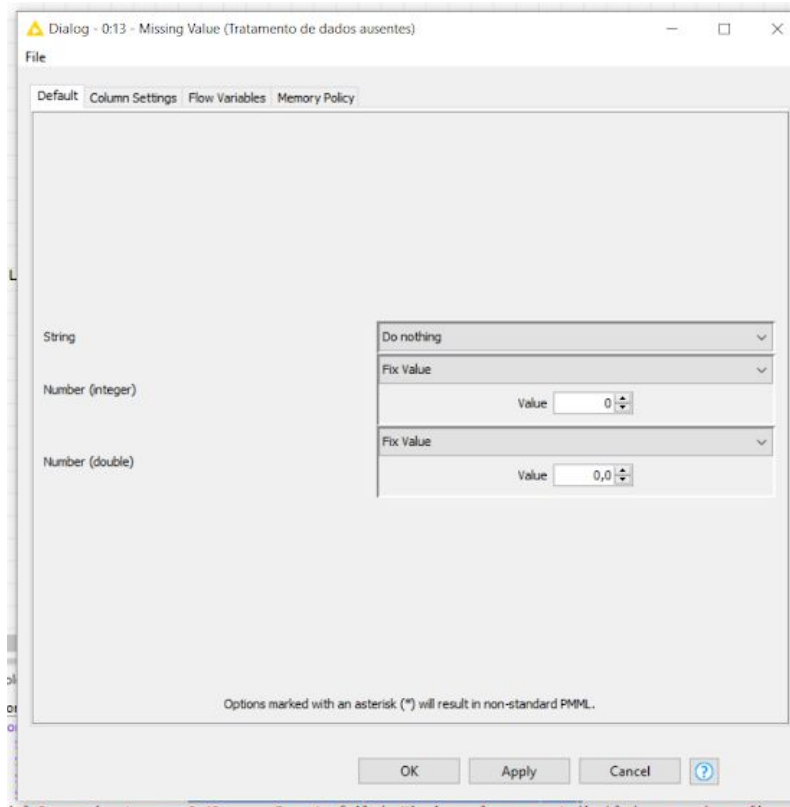 Dialog - 0:13 - Missing Value (Tratamento de dados ausentes)
File
Default Column Settings Flow Variables Memory Policy
String Do nothing
Fix Value
Number (integer)
Value 0
Fix Value
Number (double)
Value 0,0
Options marked with an asterisk (*) will result in non-standard PMML.
OK Apply Cancel ?